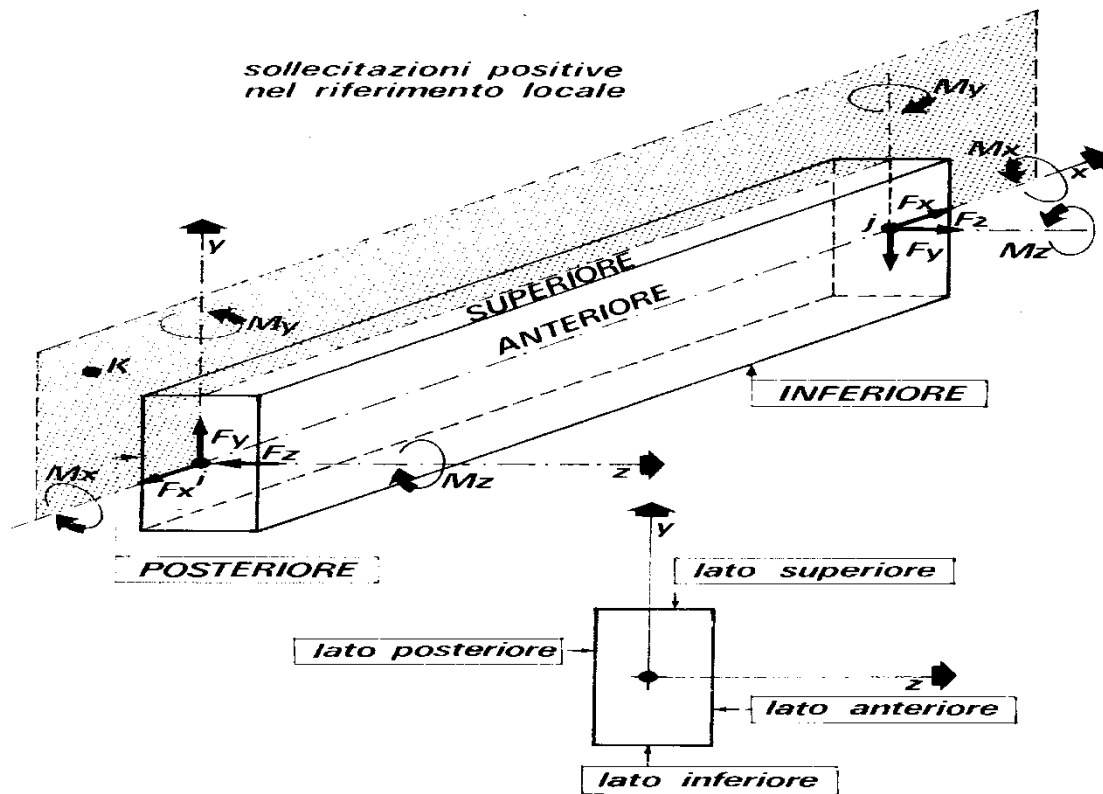 sollecitazioni positive
nel riferimento locale
My
Mx
x
Fx
Fz
j
Fy
Mz
y
My
SUPERIORE
ANTERIORE
K
INFERIORE
Fy
Fz
Mx
Fx
i
Mz
z
POSTERIORE
y
lato superiore
lato posteriore
z
lato anteriore
lato inferiore